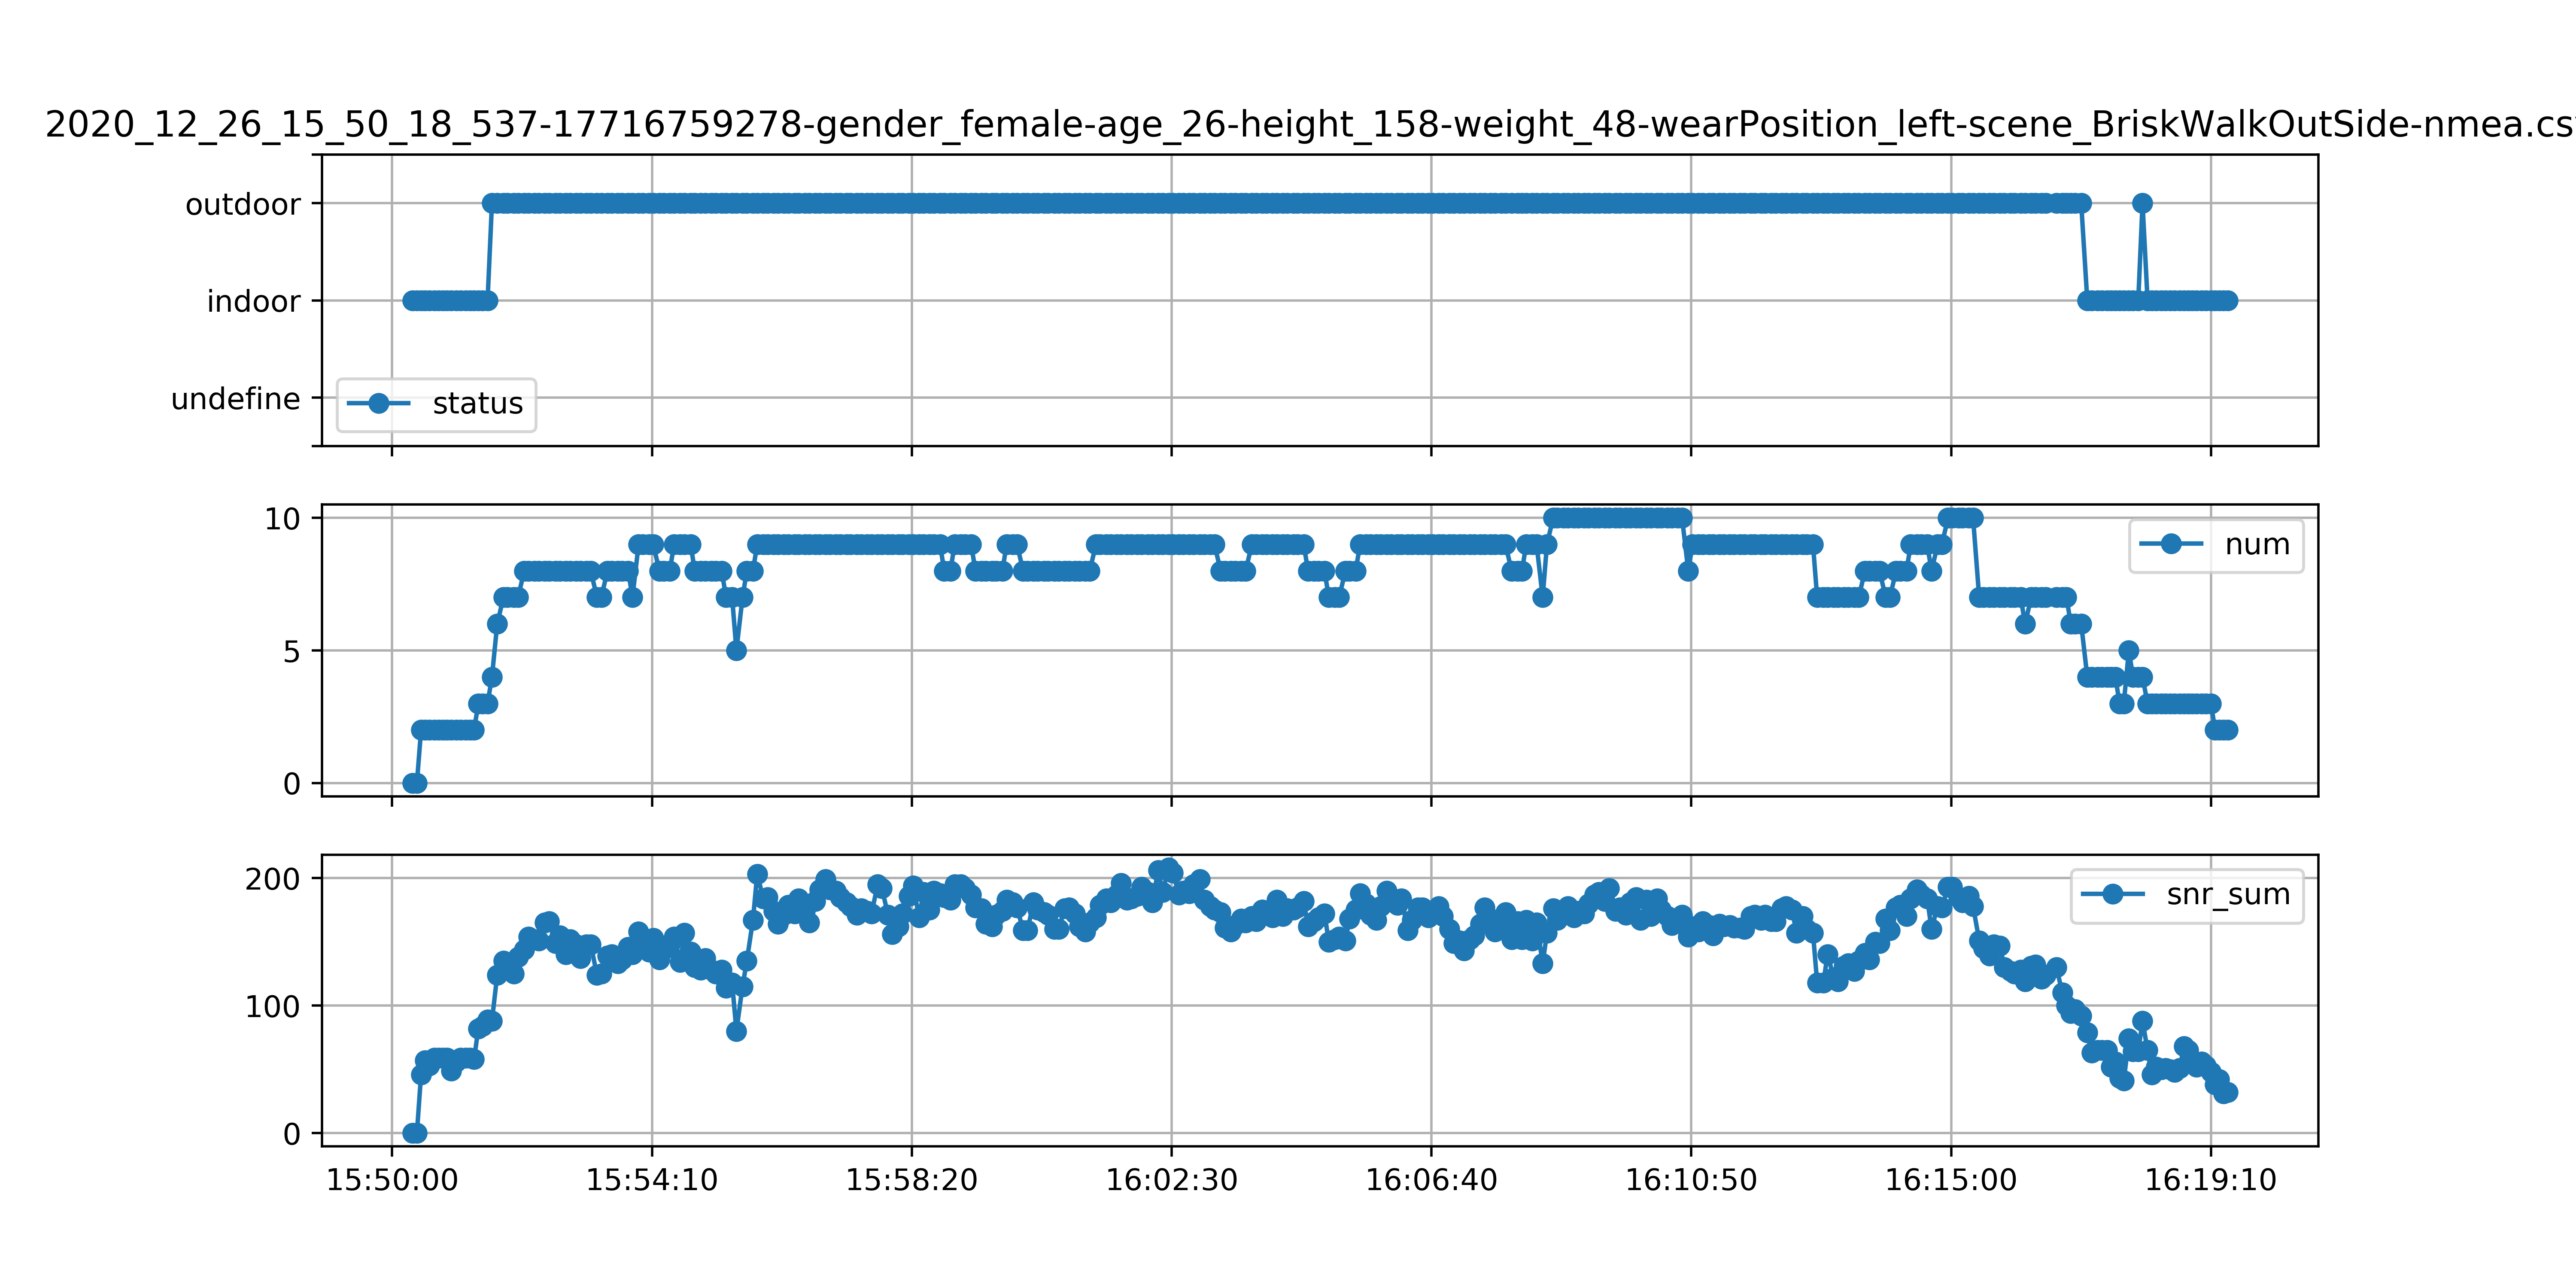 2020_12_26_15_50_18_537-17716759278-gender_female-age_26-height_158-weight_48-wearPosition_left-scene_BriskWalkOutSide-nmea.cs
outdoor
indoor
undefine
status
10
5
0
num
200
100
0
snr_sum
15:50:00 15:54:10 15:58:20 16:02:30 16:06:40 16:10:50 16:15:00 16:19:10